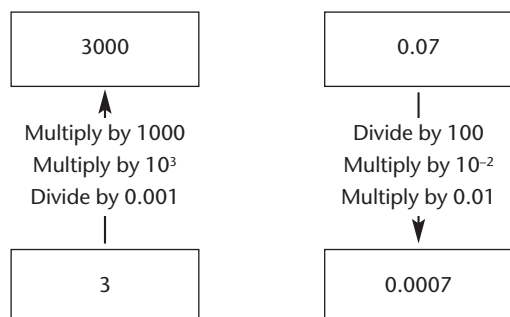 3000
Multiply by 1000
Multiply by 10³
Divide by 0.001
3
0.07
Divide by 100
Multiply by 10⁻²
Multiply by 0.01
0.0007